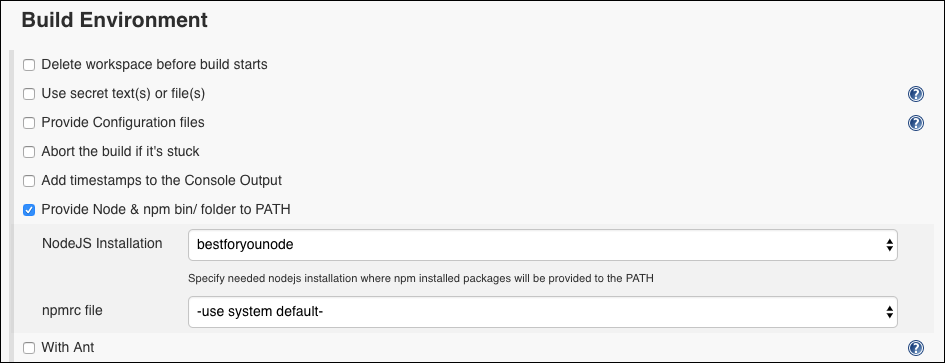 Build Environment
Delete workspace before build starts
Use secret text(s) or file(s)
?
Provide Configuration files
?
Abort the build if it's stuck
Add timestamps to the Console Output
Provide Node & npm bin/ folder to PATH
NodeJS Installation bestforyounode
Specify needed nodejs installation where npm installed packages will be provided to the PATH
npmrc file -use system default-
With Ant
?